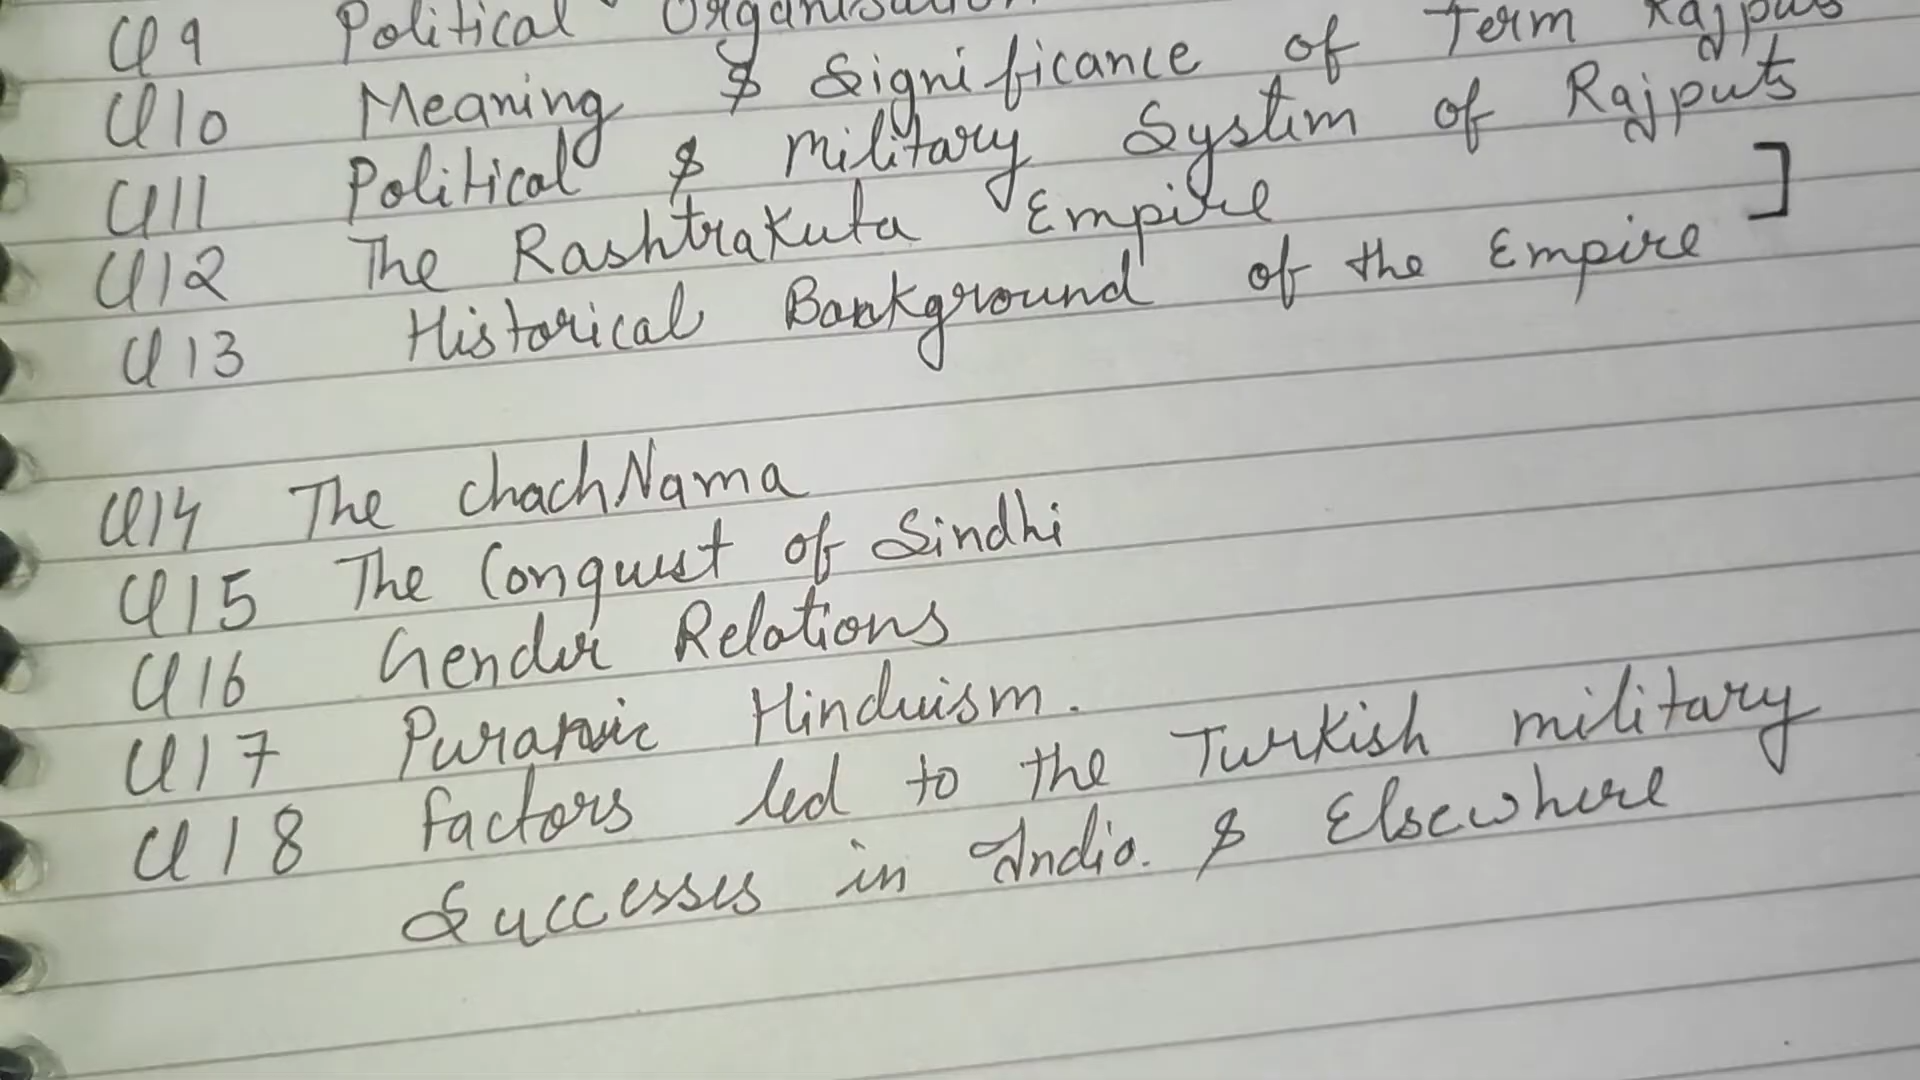 Q9 Political Organisation
Q10 Meaning & Significance of Term Rajputs
Q11 Political & military System of Rajputs
Q12 The Rashtrakuta Empire ]
Q13 Historical Background of the Empire
Q14 The chachNama
Q15 The Conquest of Sindhi
Q16 Gender Relations
Q17 Puranic Hinduism.
Q18 factors led to the Turkish military
Successes in India. & Elsewhere